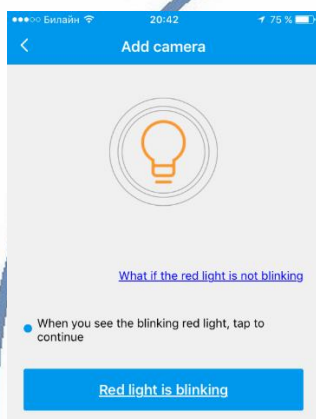 ●●●○○ Билайн 20:42 75 %
Add camera
What if the red light is not blinking
When you see the blinking red light, tap to
continue
Red light is blinking